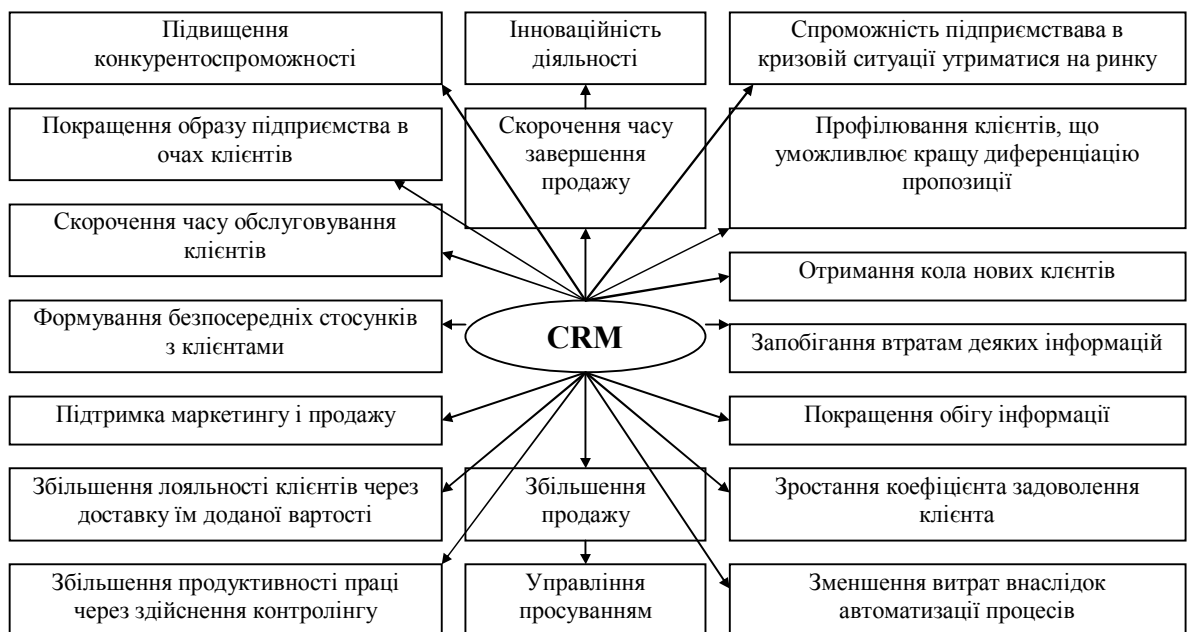 Підвищення
конкурентоспроможності
Інноваційність
діяльності
Спроможність підприємствава в
кризовій ситуації утриматися на ринку
Покращення образу підприємства в
очах клієнтів
Скорочення часу
завершення
продажу
Профілювання клієнтів, що
уможливлює кращу диференціацію
пропозиції
Скорочення часу обслуговування
клієнтів
Отримання кола нових клєнтів
Формування безпосередніх стосунків
з клієнтами
CRM
Запобігання втратам деяких інформацій
Підтримка маркетингу і продажу
Покращення обігу інформації
Збільшення лояльності клієнтів через
доставку їм доданої вартості
Збільшення
продажу
Зростання коефіцієнта задоволення
клієнта
Збільшення продуктивності праці
через здійснення контролінгу
Управління
просуванням
Зменшення витрат внаслідок
автоматизації процесів